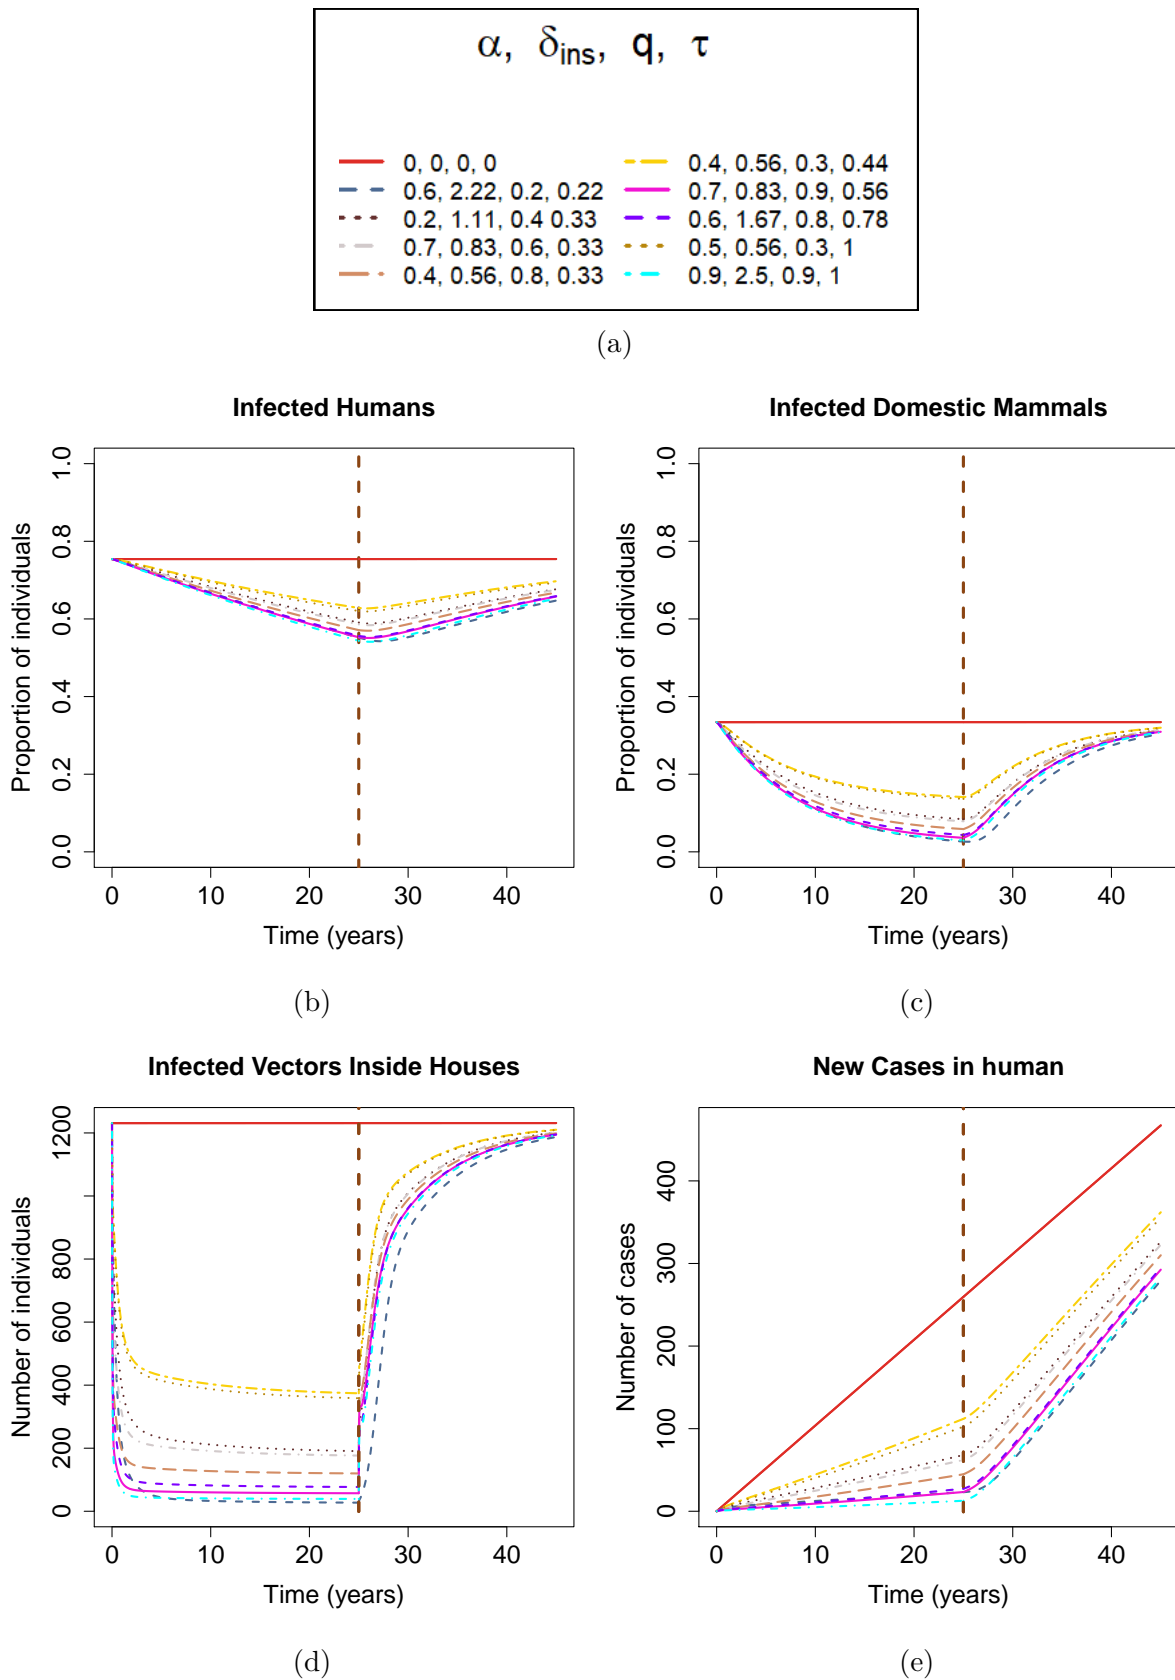 α, δins, q, τ
0, 0, 0, 0
0.6, 2.22, 0.2, 0.22
0.2, 1.11, 0.4 0.33
0.7, 0.83, 0.6, 0.33
0.4, 0.56, 0.8, 0.33
0.4, 0.56, 0.3, 0.44
0.7, 0.83, 0.9, 0.56
0.6, 1.67, 0.8, 0.78
0.5, 0.56, 0.3, 1
0.9, 2.5, 0.9, 1
(a)
Infected Humans
Proportion of individuals
1.0
0.8
0.6
0.4
0.2
0.0
0 10 20 30 40
Time (years)
(b)
Infected Domestic Mammals
Proportion of individuals
1.0
0.8
0.6
0.4
0.2
0.0
0 10 20 30 40
Time (years)
(c)
Infected Vectors Inside Houses
Number of individuals
1200
800
600
400
200
0
0 10 20 30 40
Time (years)
(d)
New Cases in human
Number of cases
400
300
200
100
0
0 10 20 30 40
Time (years)
(e)